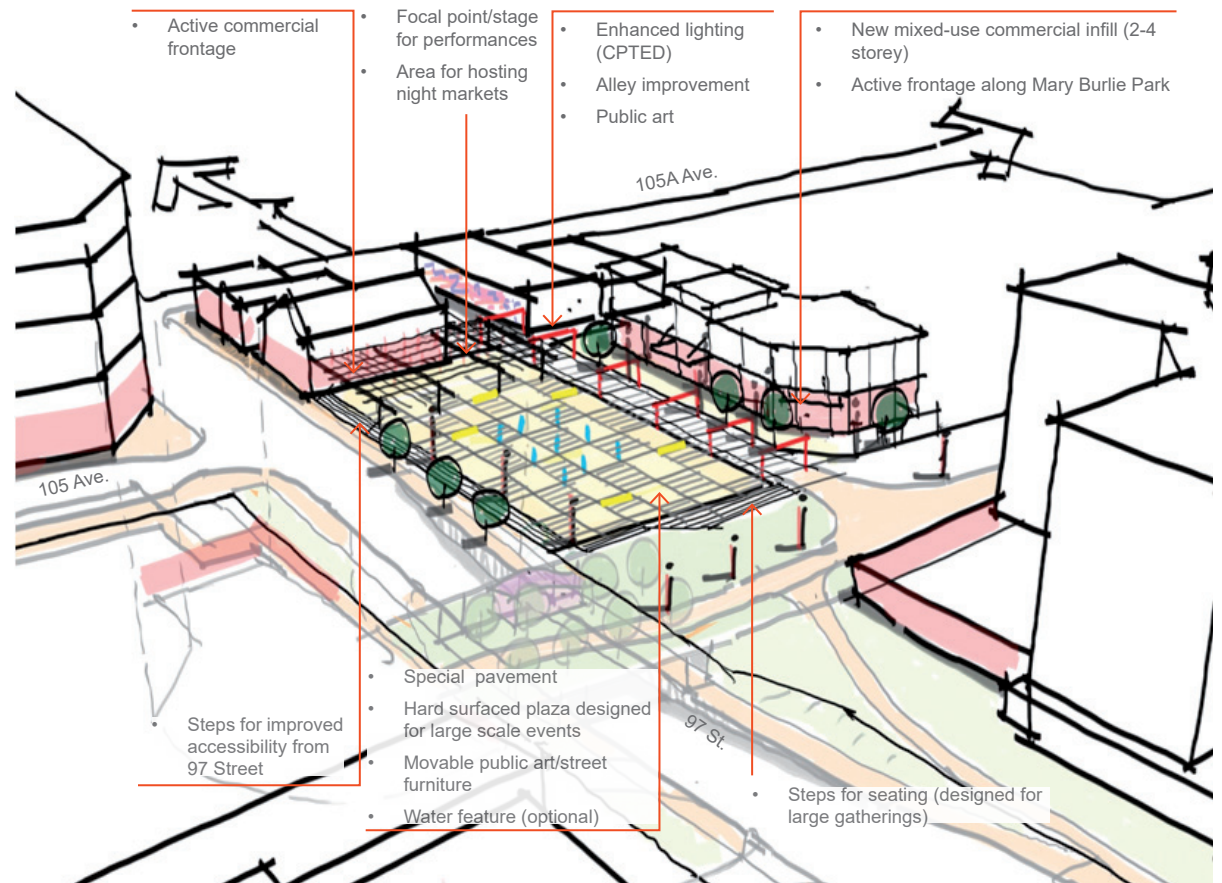 • Active commercial
frontage
• Focal point/stage
for performances
• Area for hosting
night markets
• Enhanced lighting
(CPTED)
• Alley improvement
• Public art
• New mixed-use commercial infill (2-4
storey)
• Active frontage along Mary Burlie Park
105A Ave.
105 Ave.
97 St.
• Steps for improved
accessibility from
97 Street
• Special pavement
• Hard surfaced plaza designed
for large scale events
• Movable public art/street
furniture
• Water feature (optional)
• Steps for seating (designed for
large gatherings)